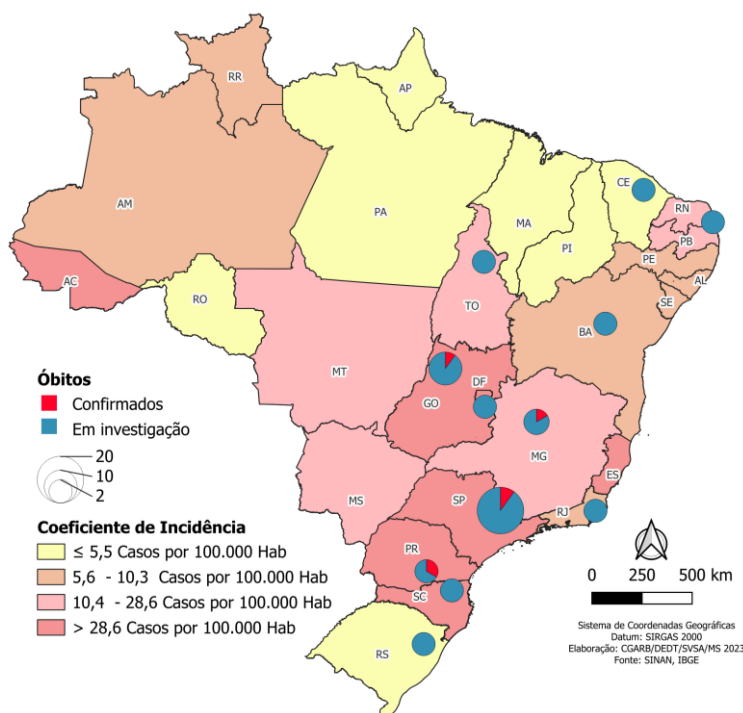 RR
AP
AM
PA
CE
RN
MA
PB
PI
PE
AC
AL
TO
SE
RO
BA
MT
Óbitos
DF
Confirmados
GO
Em investigação
MG
20
10
ES
2
MS
SP
RJ
Coeficiente de Incidência
≤ 5,5 Casos por 100.000 Hab
PR
5,6 - 10,3 Casos por 100.000 Hab
0 250 500 km
SC
10,4 - 28,6 Casos por 100.000 Hab
> 28,6 Casos por 100.000 Hab
RS
Sistema de Coordenadas Geográficas
Datum: SIRGAS 2000
Elaboração: CGARB/DEDT/SVSA/MS 2023
Fonte: SINAN, IBGE